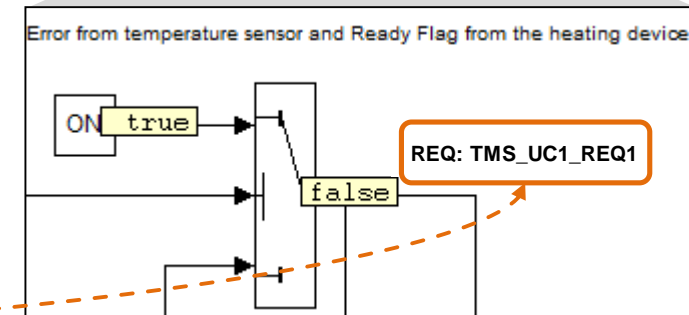 Error from temperature sensor and Ready Flag from the heating device
ON
true
REQ: TMS_UC1_REQ1
false